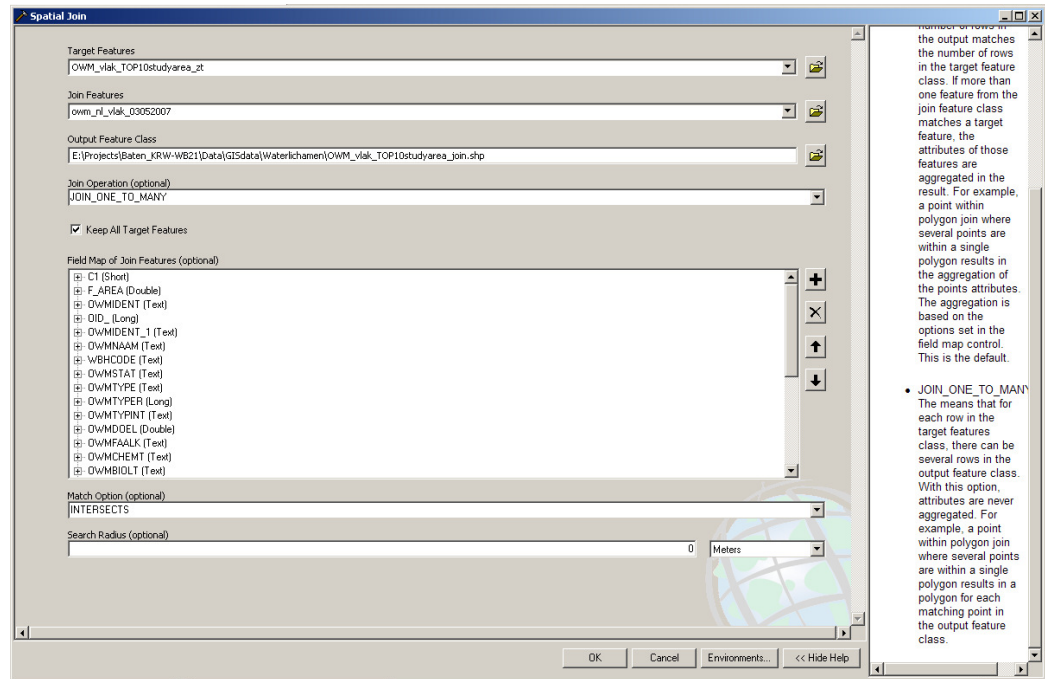 Spatial Join
Target Features
OWM_vlak_TOP10studyarea_zt
Join Features
owm_nl_vlak_03052007
Output Feature Class
E:\Projects\Baten_KRW-WB21\Data\GISdata\Waterlichamen\OWM_vlak_TOP10studyarea_join.shp
Join Operation (optional)
JOIN_ONE_TO_MANY
Keep All Target Features
Field Map of Join Features (optional)
C1 (Short)
F_AREA (Double)
OWMIDENT (Text)
OID_ (Long)
OWMIDENT_1 (Text)
OWMNAAM (Text)
WBHCODE (Text)
OWMSTAT (Text)
OWMTYPE (Text)
OWMTYPER (Long)
OWMTYPINT (Text)
OWMDOEL (Double)
OWMFAALK (Text)
OWMCHEMT (Text)
OWMBIOLT (Text)
Match Option (optional)
INTERSECTS
Search Radius (optional)
0 Meters
OK Cancel Environments... << Hide Help
number of rows in
the output matches
the number of rows
in the target feature
class. If more than
one feature from the
join feature class
matches a target
feature, the
attributes of those
features are
aggregated in the
result. For example,
a point within
polygon join where
several points are
within a single
polygon results in
the aggregation of
the points attributes.
The aggregation is
based on the
options set in the
field map control.
This is the default.
JOIN_ONE_TO_MANY
The means that for
each row in the
target features
class, there can be
several rows in the
output feature class.
With this option,
attributes are never
aggregated. For
example, a point
within polygon join
where several points
are within a single
polygon results in a
polygon for each
matching point in
the output feature
class.